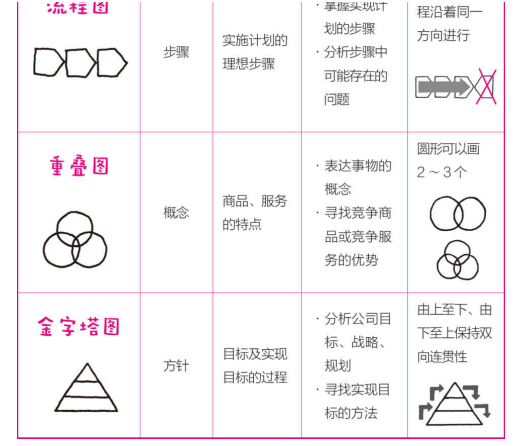 流程图
步骤
实施计划的
理想步骤
·掌握实现计
划的步骤
·分析步骤中
可能存在的
问题
程沿着同一
方向进行
重叠图
概念
商品、服务
的特点
·表达事物的
概念
·寻找竞争商
品或竞争服
务的优势
圆形可以画
2～3个
金字塔图
方针
目标及实现
目标的过程
·分析公司目
标、战略、
规划
·寻找实现目
标的方法
由上至下、由
下至上保持双
向连贯性